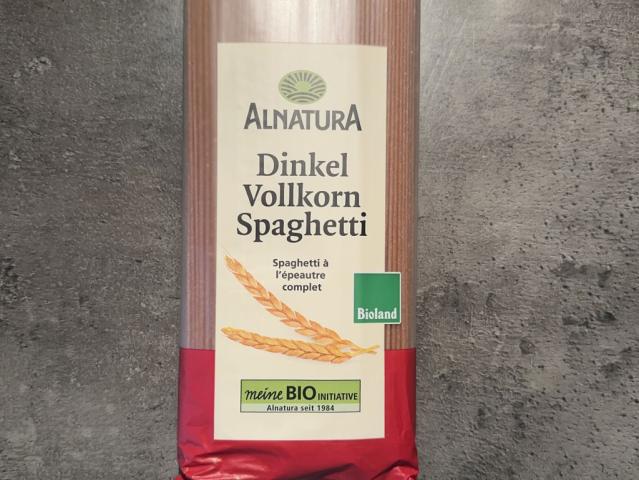 ALNATURA
Dinkel
Vollkorn
Spaghetti
Spaghetti à
l'épeautre
complet
Bioland
meine BIO INITIATIVE
Alnatura seit 1984